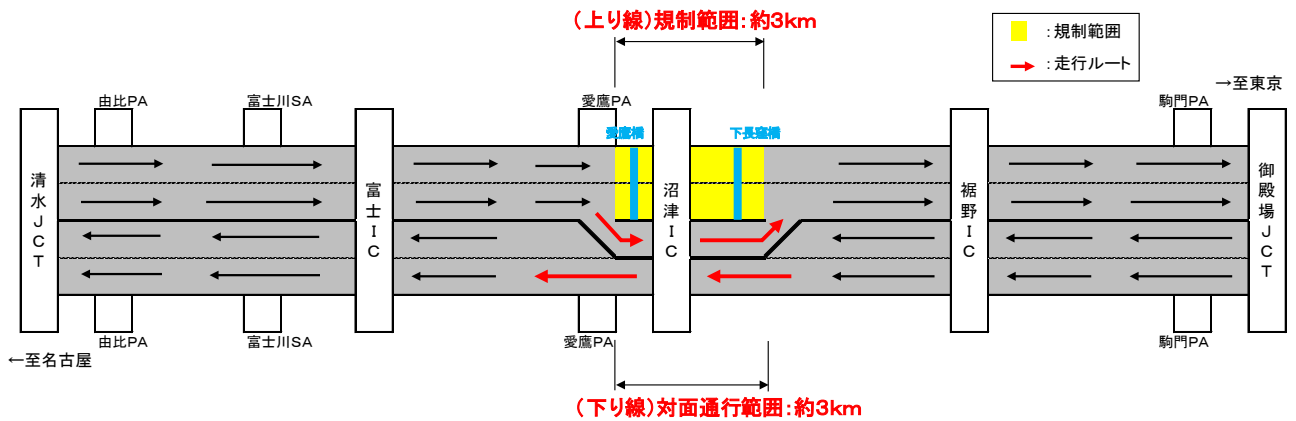 (上り線)規制範囲:約3km
:規制範囲
:走行ルート
→至東京
由比PA
富士川SA
愛鷹PA
駒門PA
愛鷹橋
下長窪橋
清水JCT
富士IC
沼津IC
裾野IC
御殿場JCT
由比PA
富士川SA
愛鷹PA
駒門PA
←至名古屋
(下り線)対面通行範囲:約3km